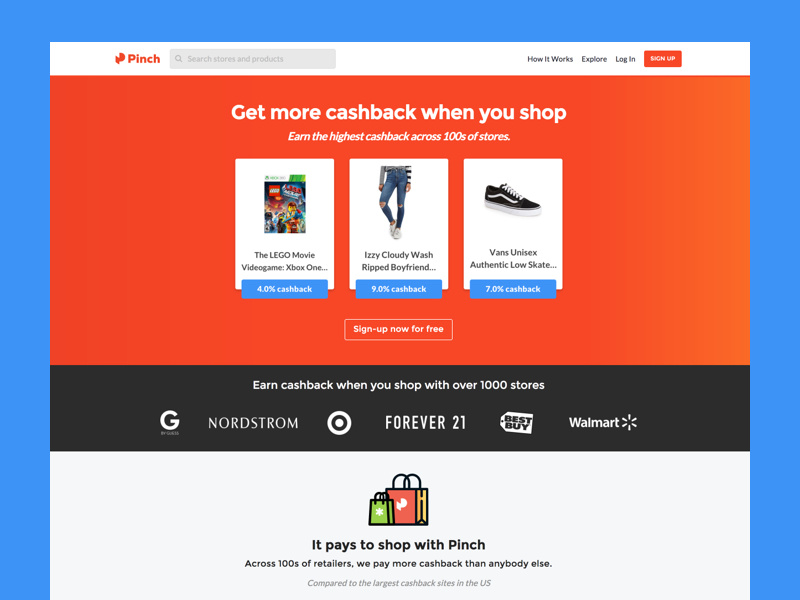 Pinch
Search stores and products
How It Works
Explore
Log In
SIGN UP
Get more cashback when you shop
Earn the highest cashback across 100s of stores.
The LEGO Movie
Videogame: Xbox One...
4.0% cashback
Izzy Cloudy Wash
Ripped Boyfriend...
9.0% cashback
Vans Unisex
Authentic Low Skate...
7.0% cashback
Sign-up now for free
Earn cashback when you shop with over 1000 stores
G
BY GUESS
NORDSTROM
FOREVER 21
BEST
BUY
Walmart
It pays to shop with Pinch
Across 100s of retailers, we pay more cashback than anybody else.
Compared to the largest cashback sites in the US